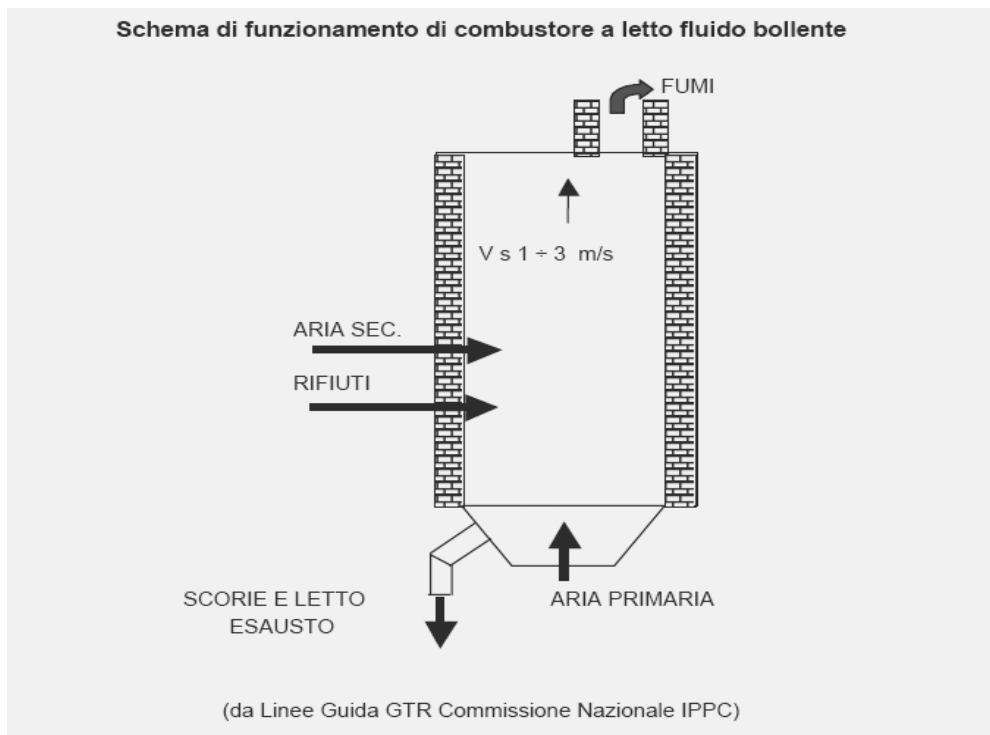 Schema di funzionamento di combustore a letto fluido bollente
FUMI
V s 1 ÷ 3 m/s
ARIA SEC.
RIFIUTI
SCORIE E LETTO
ESAUSTO
ARIA PRIMARIA
(da Linee Guida GTR Commissione Nazionale IPPC)